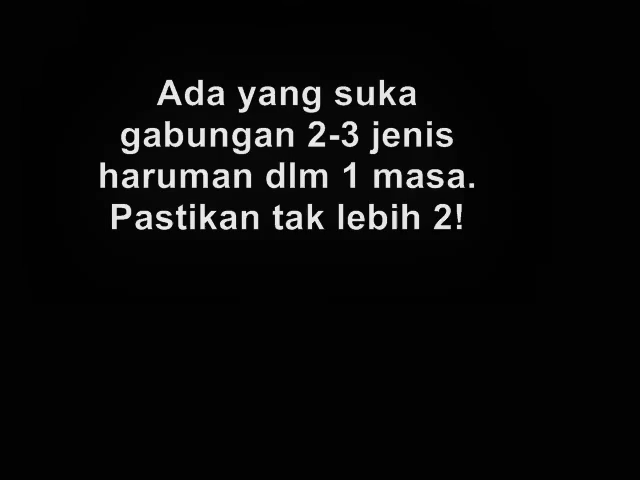 Ada yang suka
gabungan 2-3 jenis
haruman dlm 1 masa.
Pastikan tak lebih 2!